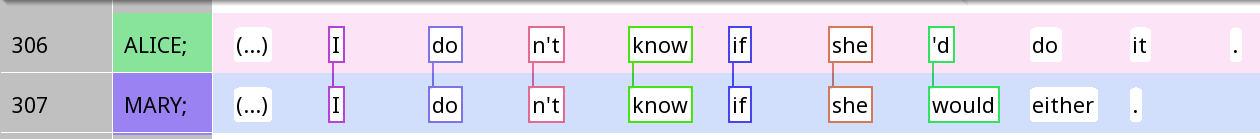 306 ALICE; (...) I do n't know if she 'd do it .
307 MARY; (...) I do n't know if she would either .